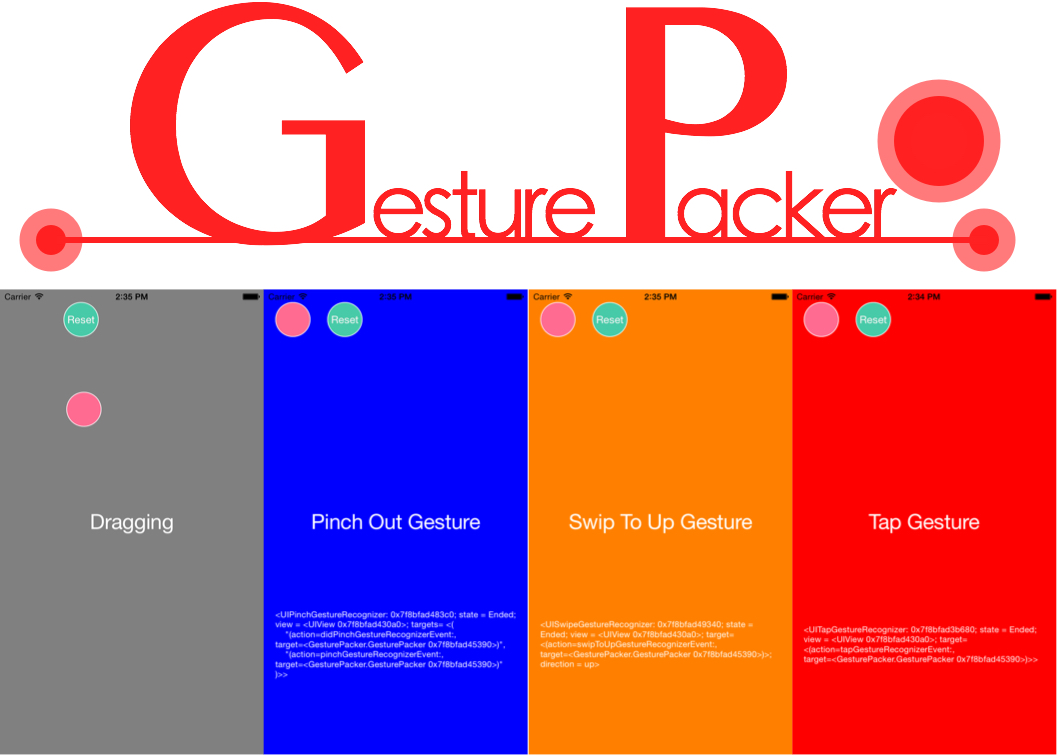 Gesture Packer
Carrier 2:35 PM
Reset
Dragging
Carrier 2:35 PM
Reset
Pinch Out Gesture
<UIPinchGestureRecognizer: 0x7f8bfad483c0; state = Ended;
view = <UIView 0x7f8bfad430a0>; targets= <(
"(action=didPinchGestureRecognizerEvent:,
target=<GesturePacker.GesturePacker 0x7f8bfad45390>)",
"(action=pinchGestureRecognizerEvent:,
target=<GesturePacker.GesturePacker 0x7f8bfad45390>)"
)>>
Carrier 2:35 PM
Reset
Swip To Up Gesture
<UISwipeGestureRecognizer: 0x7f8bfad49340; state =
Ended; view = <UIView 0x7f8bfad430a0>; target=
<(action=swipToUpGestureRecognizerEvent:,
target=<GesturePacker.GesturePacker 0x7f8bfad45390>)>;
direction = up>
Carrier 2:34 PM
Reset
Tap Gesture
<UITapGestureRecognizer: 0x7f8bfad3b680; state = Ended;
view = <UIView 0x7f8bfad430a0>; target=
<(action=tapGestureRecognizerEvent:,
target=<GesturePacker.GesturePacker 0x7f8bfad45390>)>>